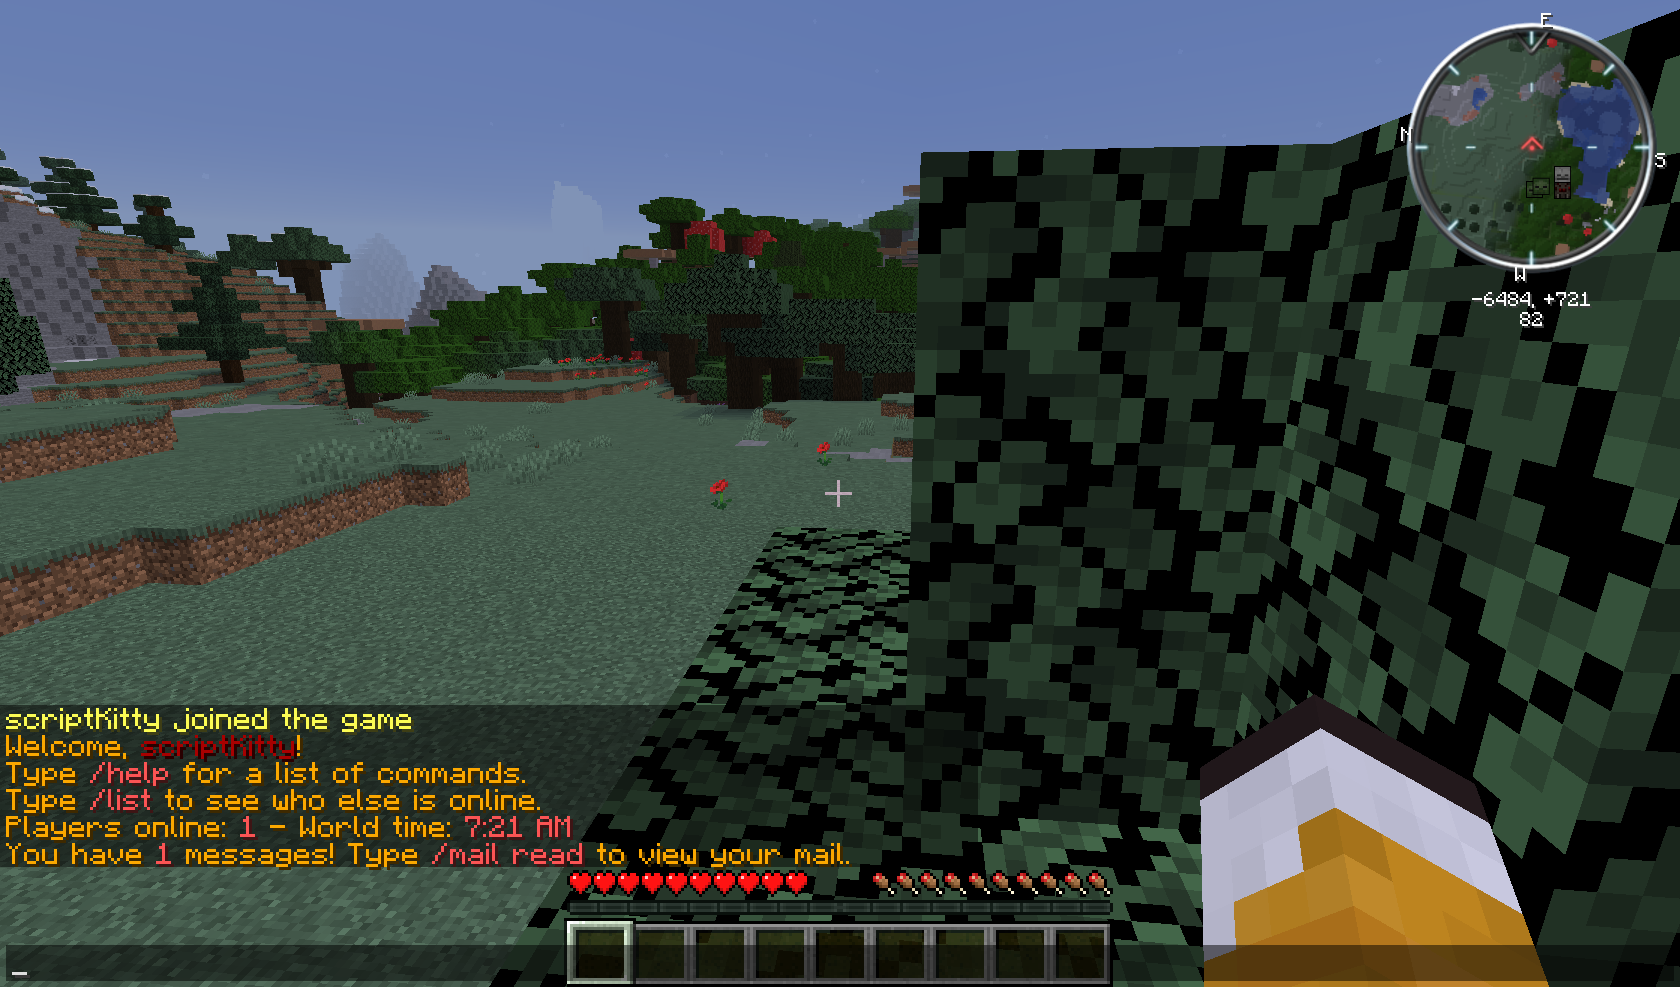 E
N
S
W
-6484, +721
82
scriptKitty joined the game
Welcome, scriptKitty!
Type /help for a list of commands.
Type /list to see who else is online.
Players online: 1 – World time: 7:21 AM
You have 1 messages! Type /mail read to view your mail.
_